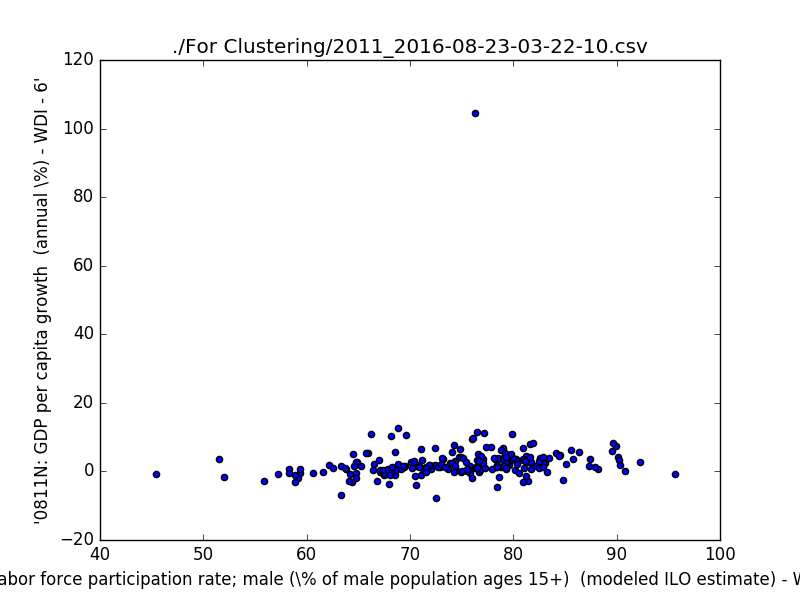 ./For Clustering/2011_2016-08-23-03-22-10.csv
'0811N: GDP per capita growth  (annual \%) - WDI - 6'
120
100
80
60
40
20
0
−20
40 50 60 70 80 90 100
abor force participation rate; male (\% of male population ages 15+)  (modeled ILO estimate) - W